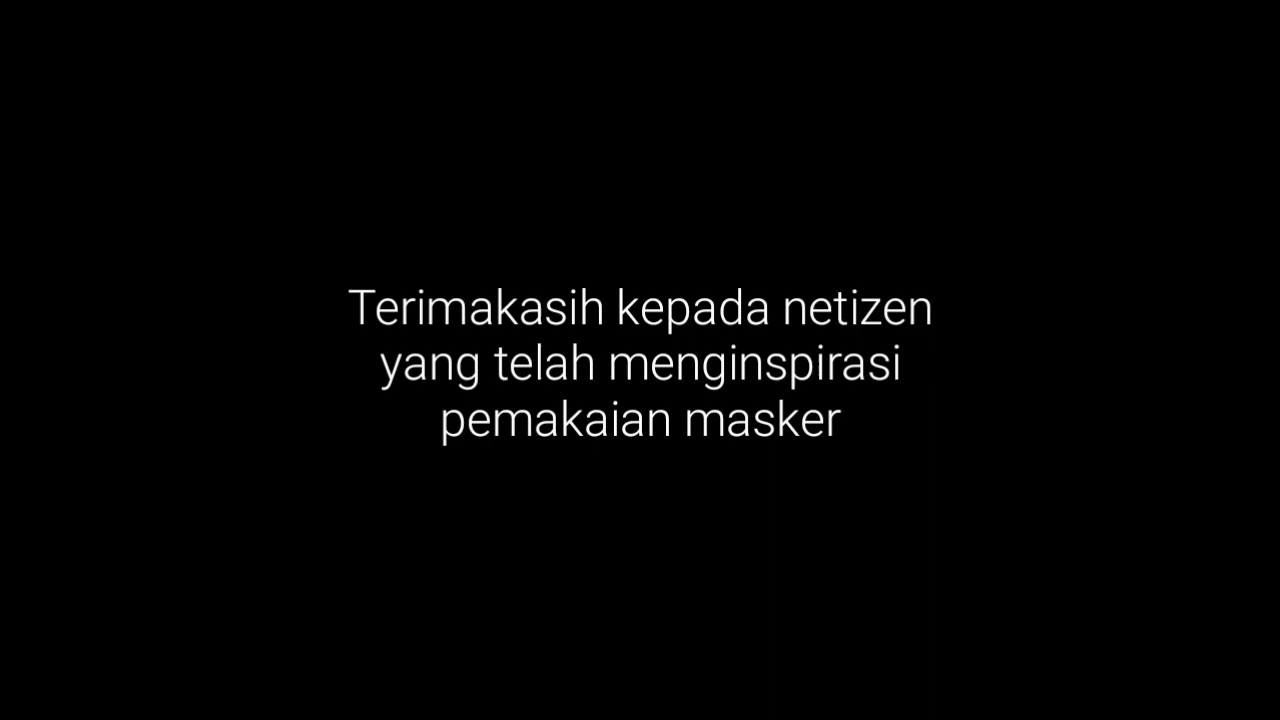 Terimakasih kepada netizen
yang telah menginspirasi
pemakaian masker